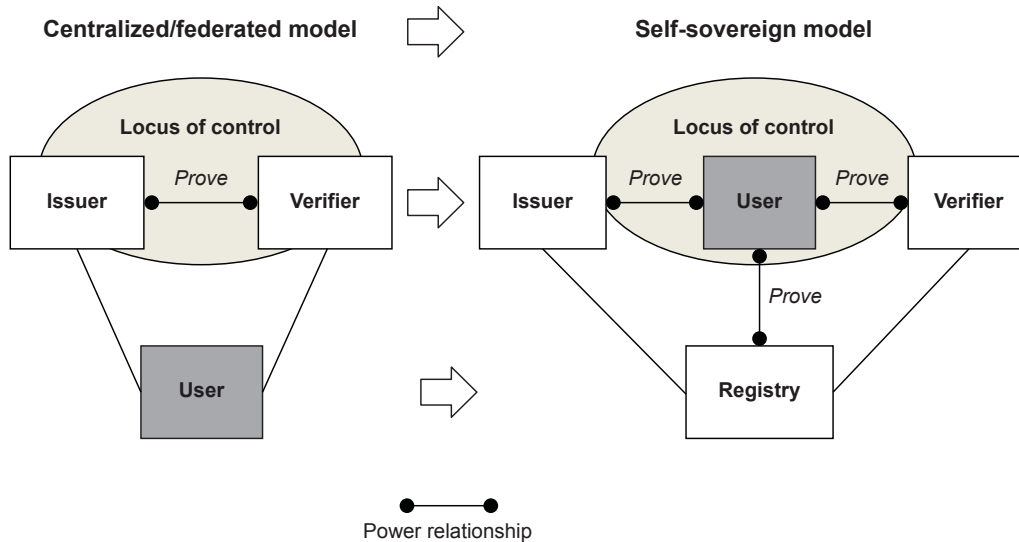 Centralized/federated model
Self-sovereign model
Locus of control
Issuer
Prove
Verifier
User
Locus of control
Issuer
Prove
User
Prove
Verifier
Prove
Registry
Power relationship